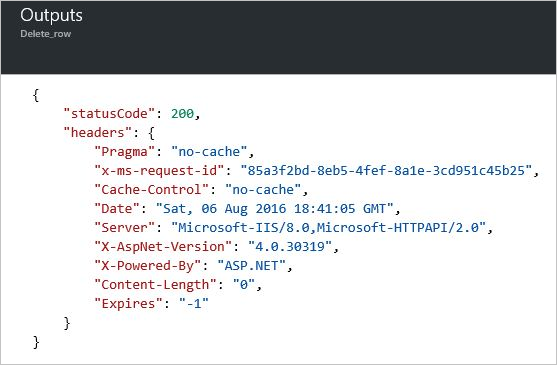 Outputs
Delete_row
{
"statusCode": 200,
"headers": {
"Pragma": "no-cache",
"x-ms-request-id": "85a3f2bd-8eb5-4fef-8a1e-3cd951c45b25",
"Cache-Control": "no-cache",
"Date": "Sat, 06 Aug 2016 18:41:05 GMT",
"Server": "Microsoft-IIS/8.0,Microsoft-HTTPAPI/2.0",
"X-AspNet-Version": "4.0.30319",
"X-Powered-By": "ASP.NET",
"Content-Length": "0",
"Expires": "-1"
}
}